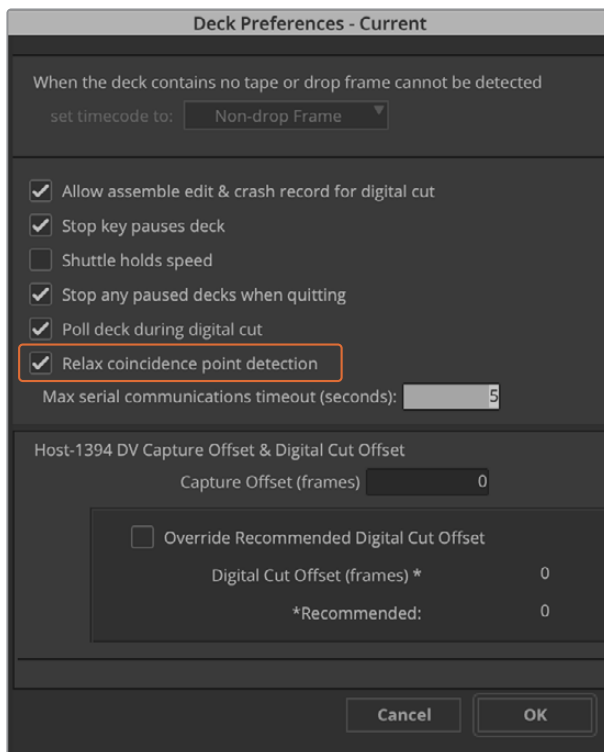 Deck Preferences - Current
When the deck contains no tape or drop frame cannot be detected
set timecode to: Non-drop Frame
Allow assemble edit & crash record for digital cut
Stop key pauses deck
Shuttle holds speed
Stop any paused decks when quitting
Poll deck during digital cut
Relax coincidence point detection
Max serial communications timeout (seconds): 5
Host-1394 DV Capture Offset & Digital Cut Offset
Capture Offset (frames) 0
Override Recommended Digital Cut Offset
Digital Cut Offset (frames) * 0
*Recommended: 0
Cancel OK